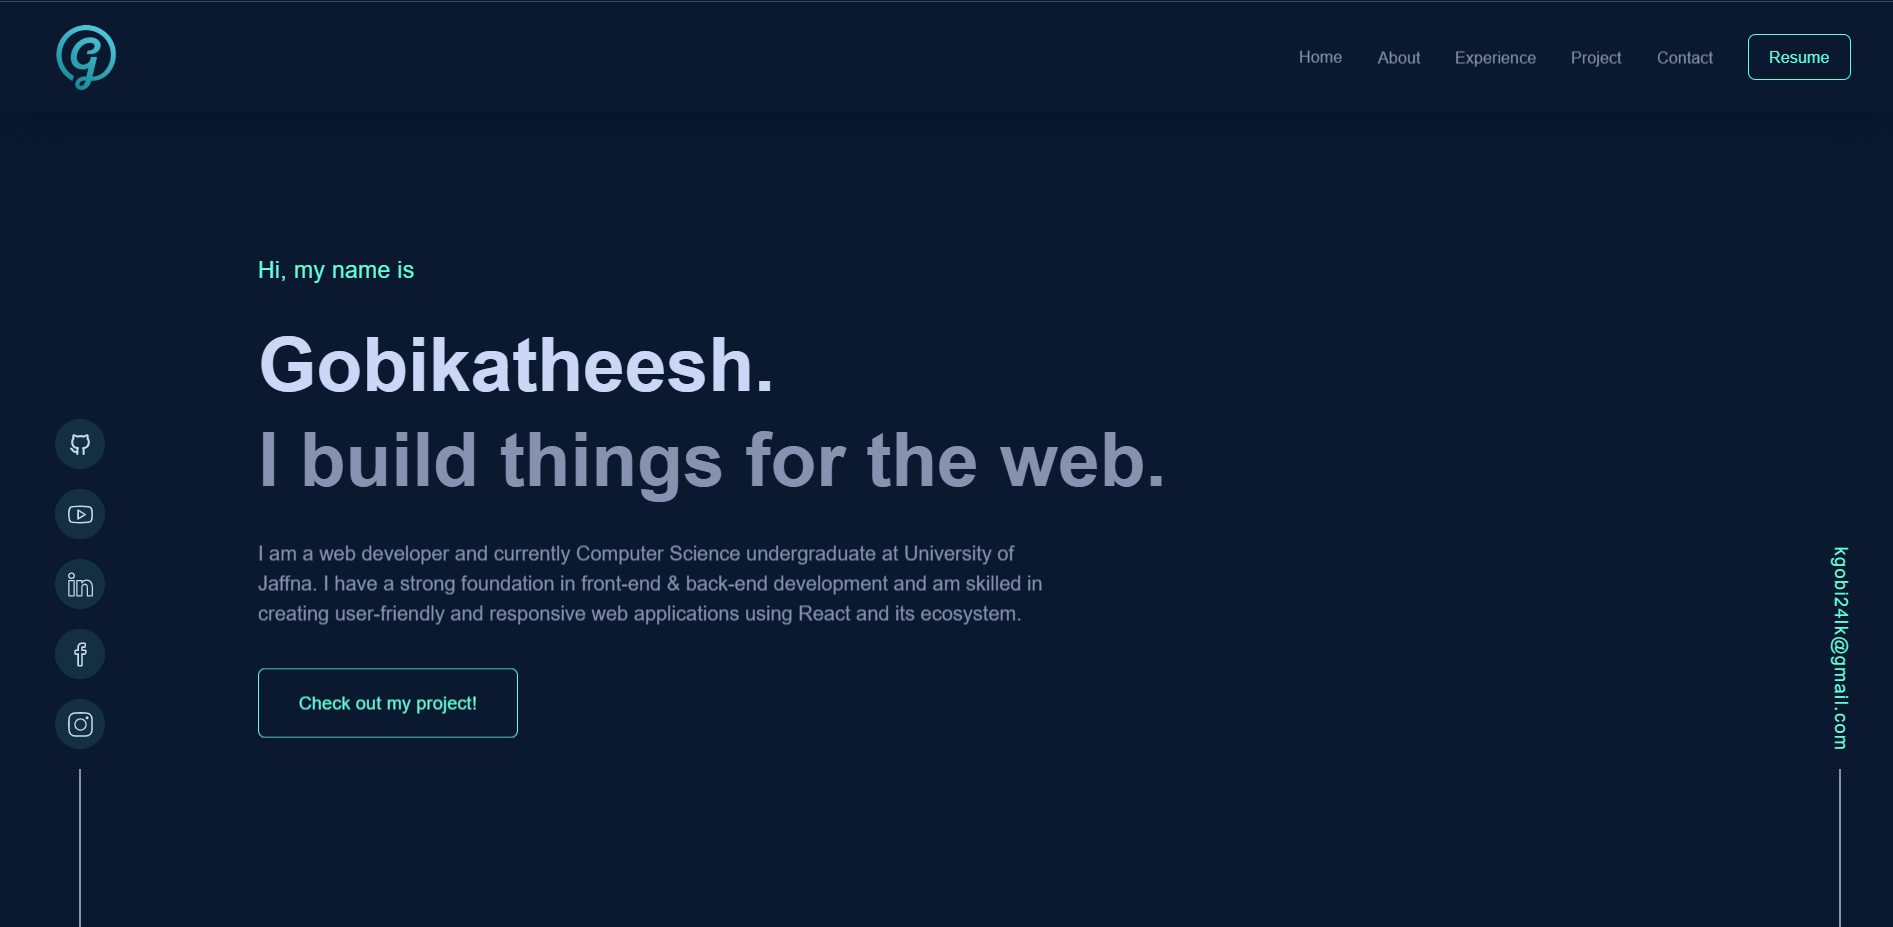 Home About Experience Project Contact Resume
Hi, my name is
Gobikatheesh.
I build things for the web.
I am a web developer and currently Computer Science undergraduate at University of
Jaffna. I have a strong foundation in front-end & back-end development and am skilled in
creating user-friendly and responsive web applications using React and its ecosystem.
Check out my project!
kgobi24lk@gmail.com